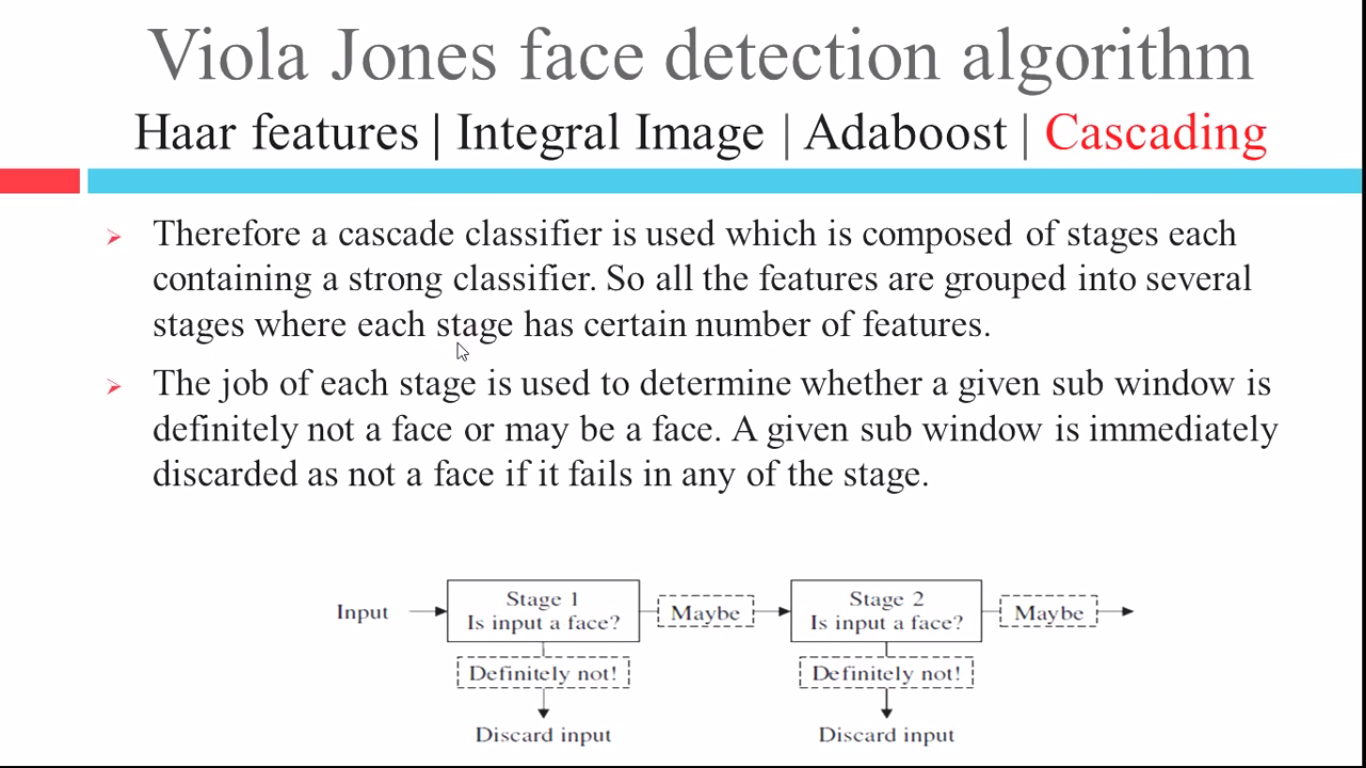 Viola Jones face detection algorithm
Haar features | Integral Image | Adaboost | Cascading
Therefore a cascade classifier is used which is composed of stages each
containing a strong classifier. So all the features are grouped into several
stages where each stage has certain number of features.
The job of each stage is used to determine whether a given sub window is
definitely not a face or may be a face. A given sub window is immediately
discarded as not a face if it fails in any of the stage.
Input
Stage 1
Is input a face?
Maybe
Stage 2
Is input a face?
Maybe
Definitely not!
Definitely not!
Discard input
Discard input